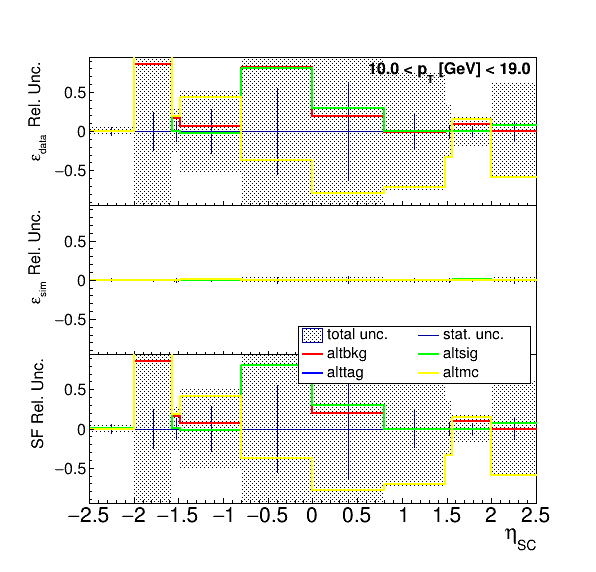 10.0 < p_T [GeV] < 19.0
ε_data Rel. Unc.
0.5
0
−0.5
ε_sim Rel. Unc.
0.5
0
−0.5
total unc. stat. unc.
altbkg altsig
alttag altmc
SF Rel. Unc.
0.5
0
−0.5
−2.5 −2 −1.5 −1 −0.5 0 0.5 1 1.5 2 2.5
η_SC